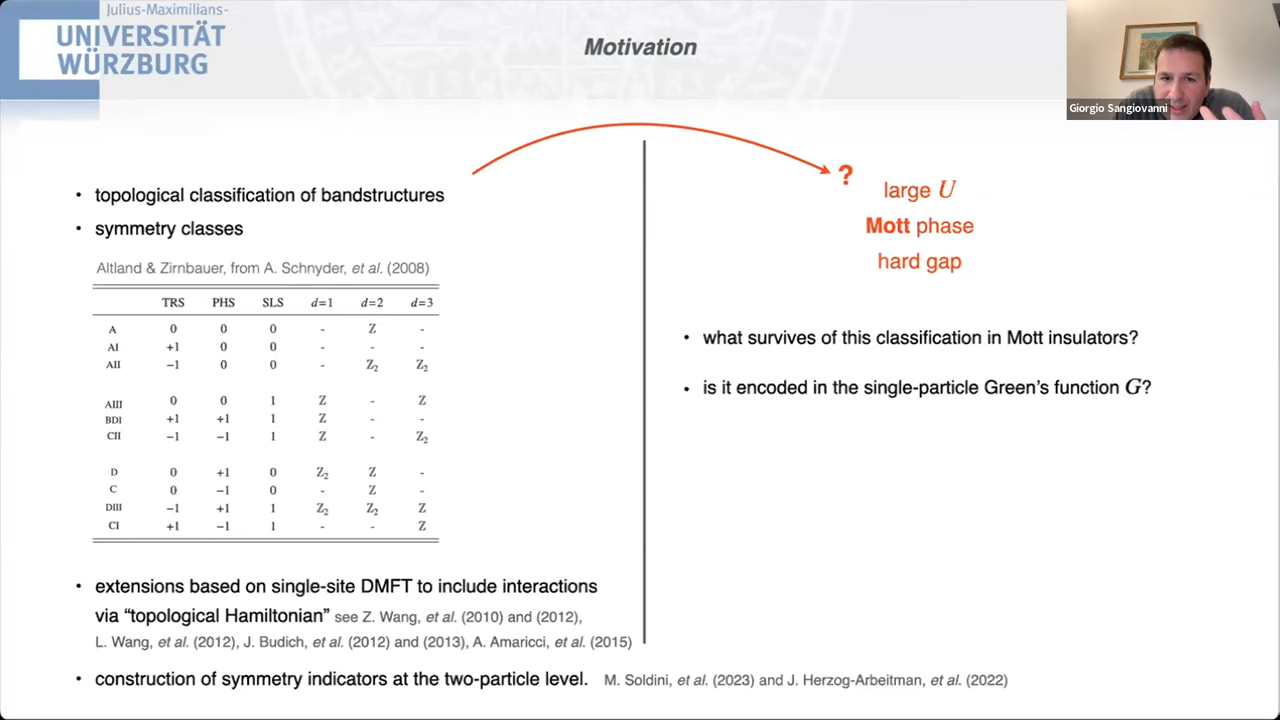 Julius-Maximilians-
UNIVERSITÄT
WÜRZBURG
Motivation
Giorgio Sangiovanni
• topological classification of bandstructures
• symmetry classes
Altland & Zirnbauer, from A. Schnyder, et al. (2008)
TRS PHS SLS d=1 d=2 d=3
A 0 0 0 - Z -
AI +1 0 0 - - -
AII −1 0 0 - Z₂ Z₂
AIII 0 0 1 Z - Z
BDI +1 +1 1 Z - -
CII −1 −1 1 Z - Z₂
D 0 +1 0 Z₂ Z -
C 0 −1 0 - Z -
DIII −1 +1 1 Z₂ Z₂ Z
CI +1 −1 1 - - Z
• extensions based on single-site DMFT to include interactions
via “topological Hamiltonian” see Z. Wang, et al. (2010) and (2012),
L. Wang, et al. (2012), J. Budich, et al. (2012) and (2013), A. Amaricci, et al. (2015)
?
large U
Mott phase
hard gap
• what survives of this classification in Mott insulators?
• is it encoded in the single-particle Green’s function G?
• construction of symmetry indicators at the two-particle level. M. Soldini, et al. (2023) and J. Herzog-Arbeitman, et al. (2022)